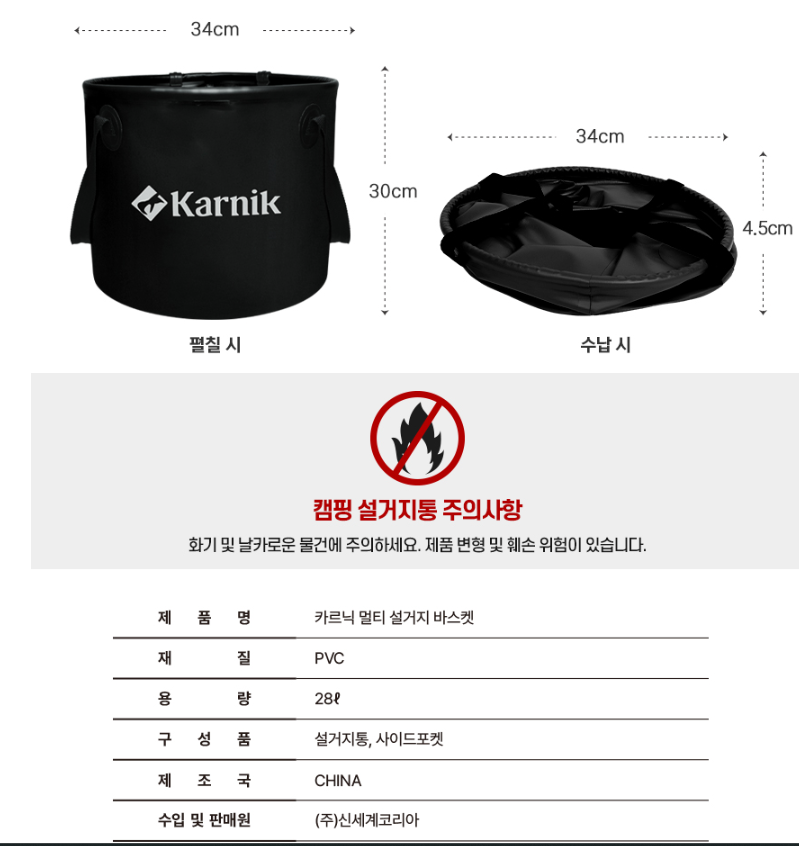 34cm
Karnik
30cm
펼칠 시
34cm
4.5cm
수납 시
캠핑 설거지통 주의사항
화기 및 날카로운 물건에 주의하세요. 제품 변형 및 훼손 위험이 있습니다.
제 품 명 카르닉 멀티 설거지 바스켓
재 질 PVC
용 량 28ℓ
구 성 품 설거지통, 사이드포켓
제 조 국 CHINA
수입 및 판매원 (주)신세계코리아